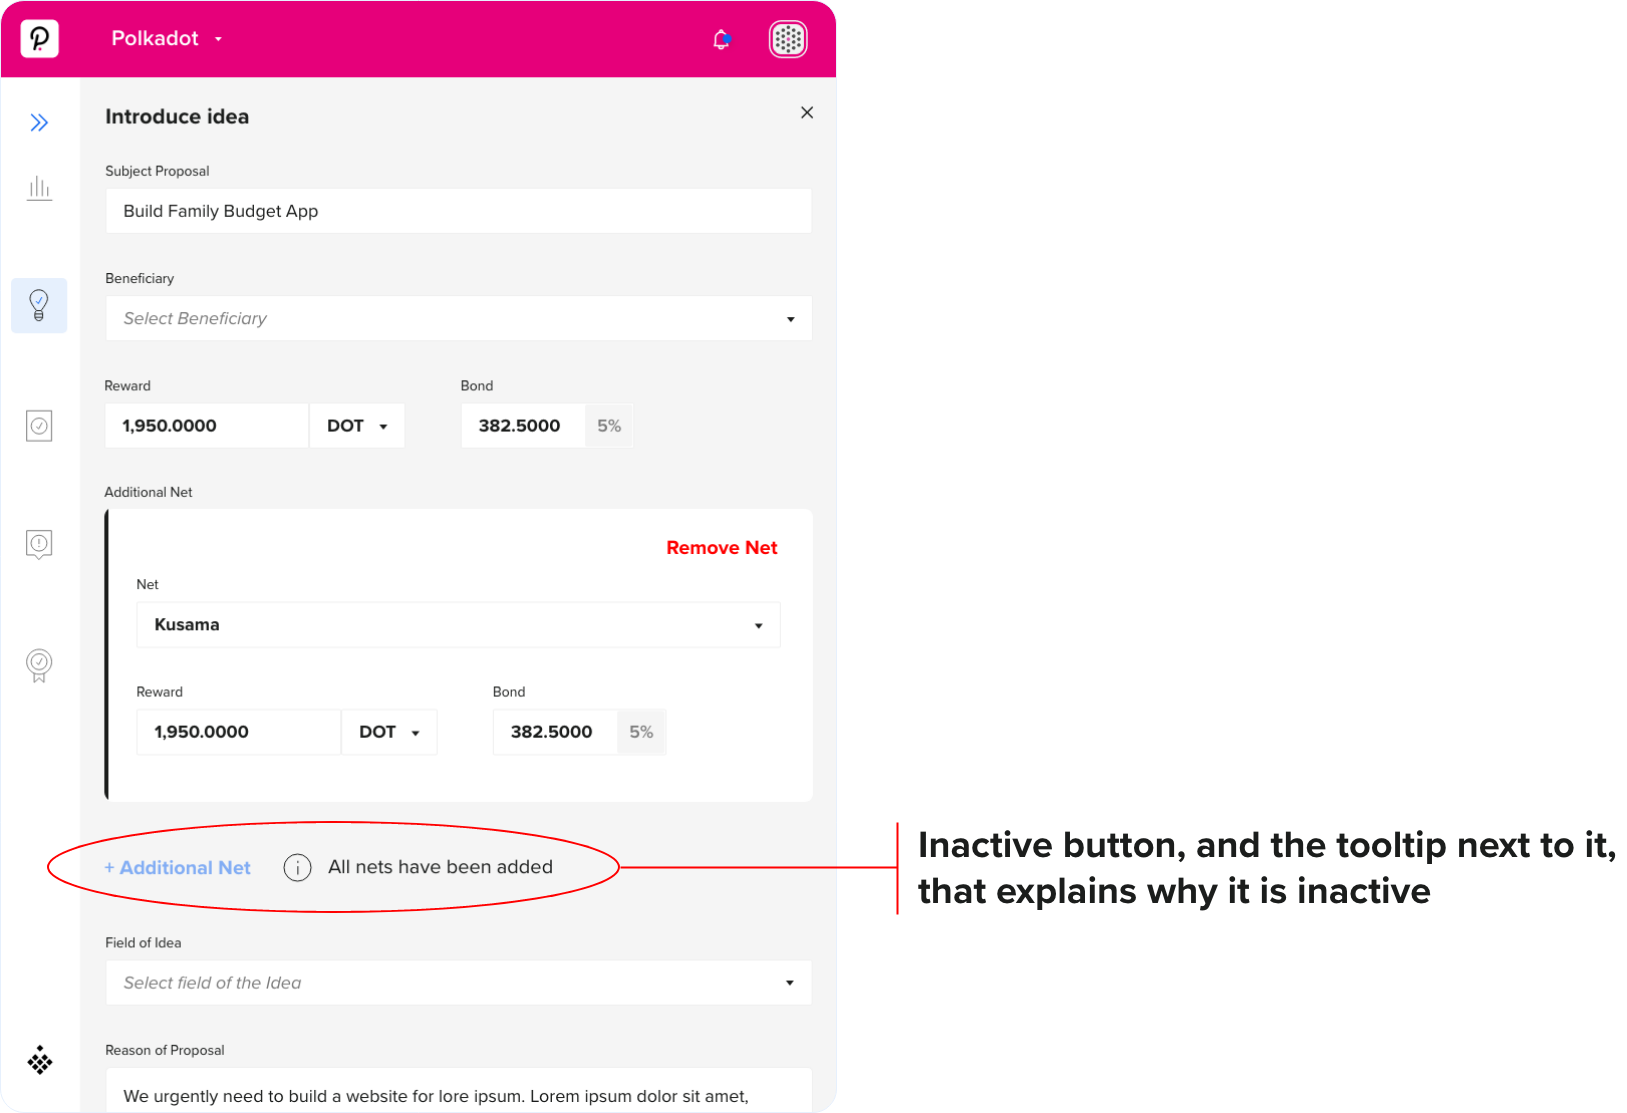 Polkadot
Introduce idea
Subject Proposal
Build Family Budget App
Beneficiary
Select Beneficiary
Reward
Bond
1,950.0000
DOT
382.5000
5%
Additional Net
Remove Net
Net
Kusama
Reward
Bond
1,950.0000
DOT
382.5000
5%
+ Additional Net
All nets have been added
Inactive button, and the tooltip next to it,
that explains why it is inactive
Field of Idea
Select field of the Idea
Reason of Proposal
We urgently need to build a website for lore ipsum. Lorem ipsum dolor sit amet,